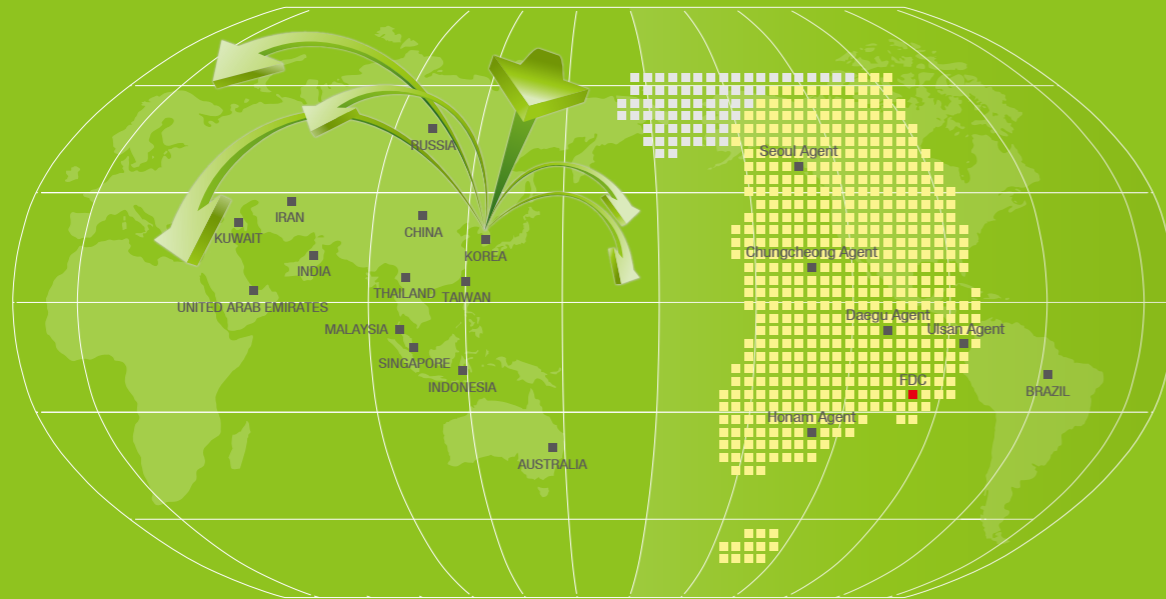 RUSSIA
Seoul Agent
IRAN
KUWAIT
CHINA
KOREA
Chungcheong Agent
INDIA
UNITED ARAB EMIRATES
THAILAND
TAIWAN
Daegu Agent
Ulsan Agent
MALAYSIA
SINGAPORE
INDONESIA
FDC
BRAZIL
Honam Agent
AUSTRALIA